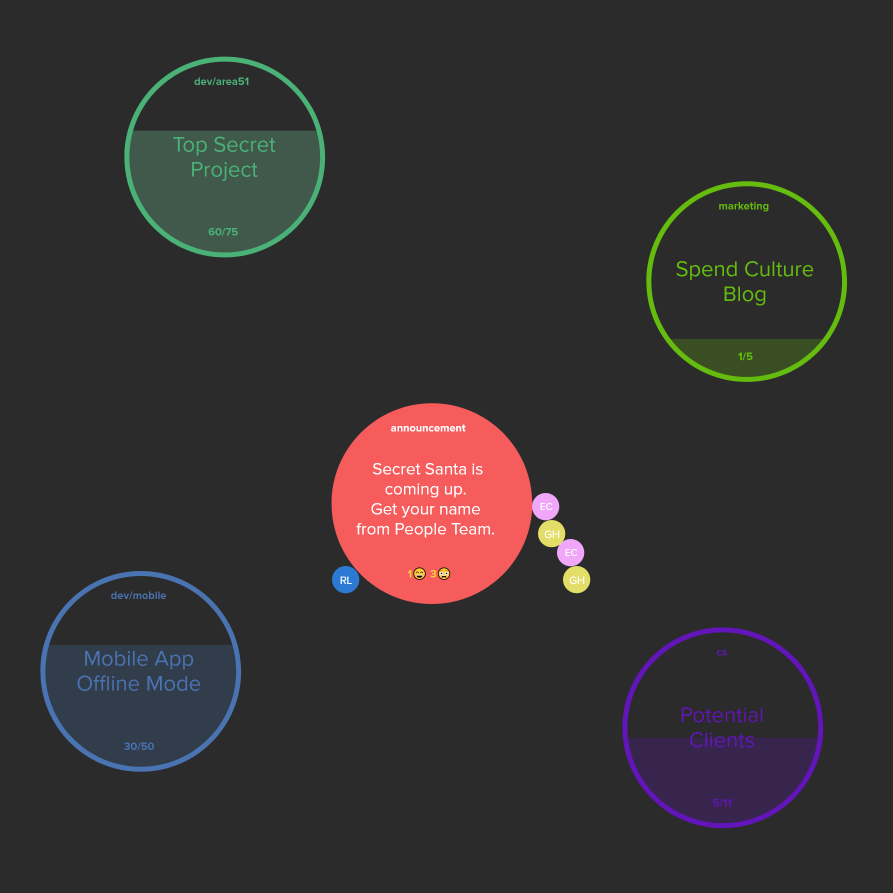 dev/area51
Top Secret
Project
60/75
marketing
Spend Culture
Blog
1/5
announcement
Secret Santa is
coming up.
Get your name
from People Team.
1 3
EC
GH
EC
GH
RL
dev/mobile
Mobile App
Offline Mode
30/50
cs
Potential
Clients
5/11